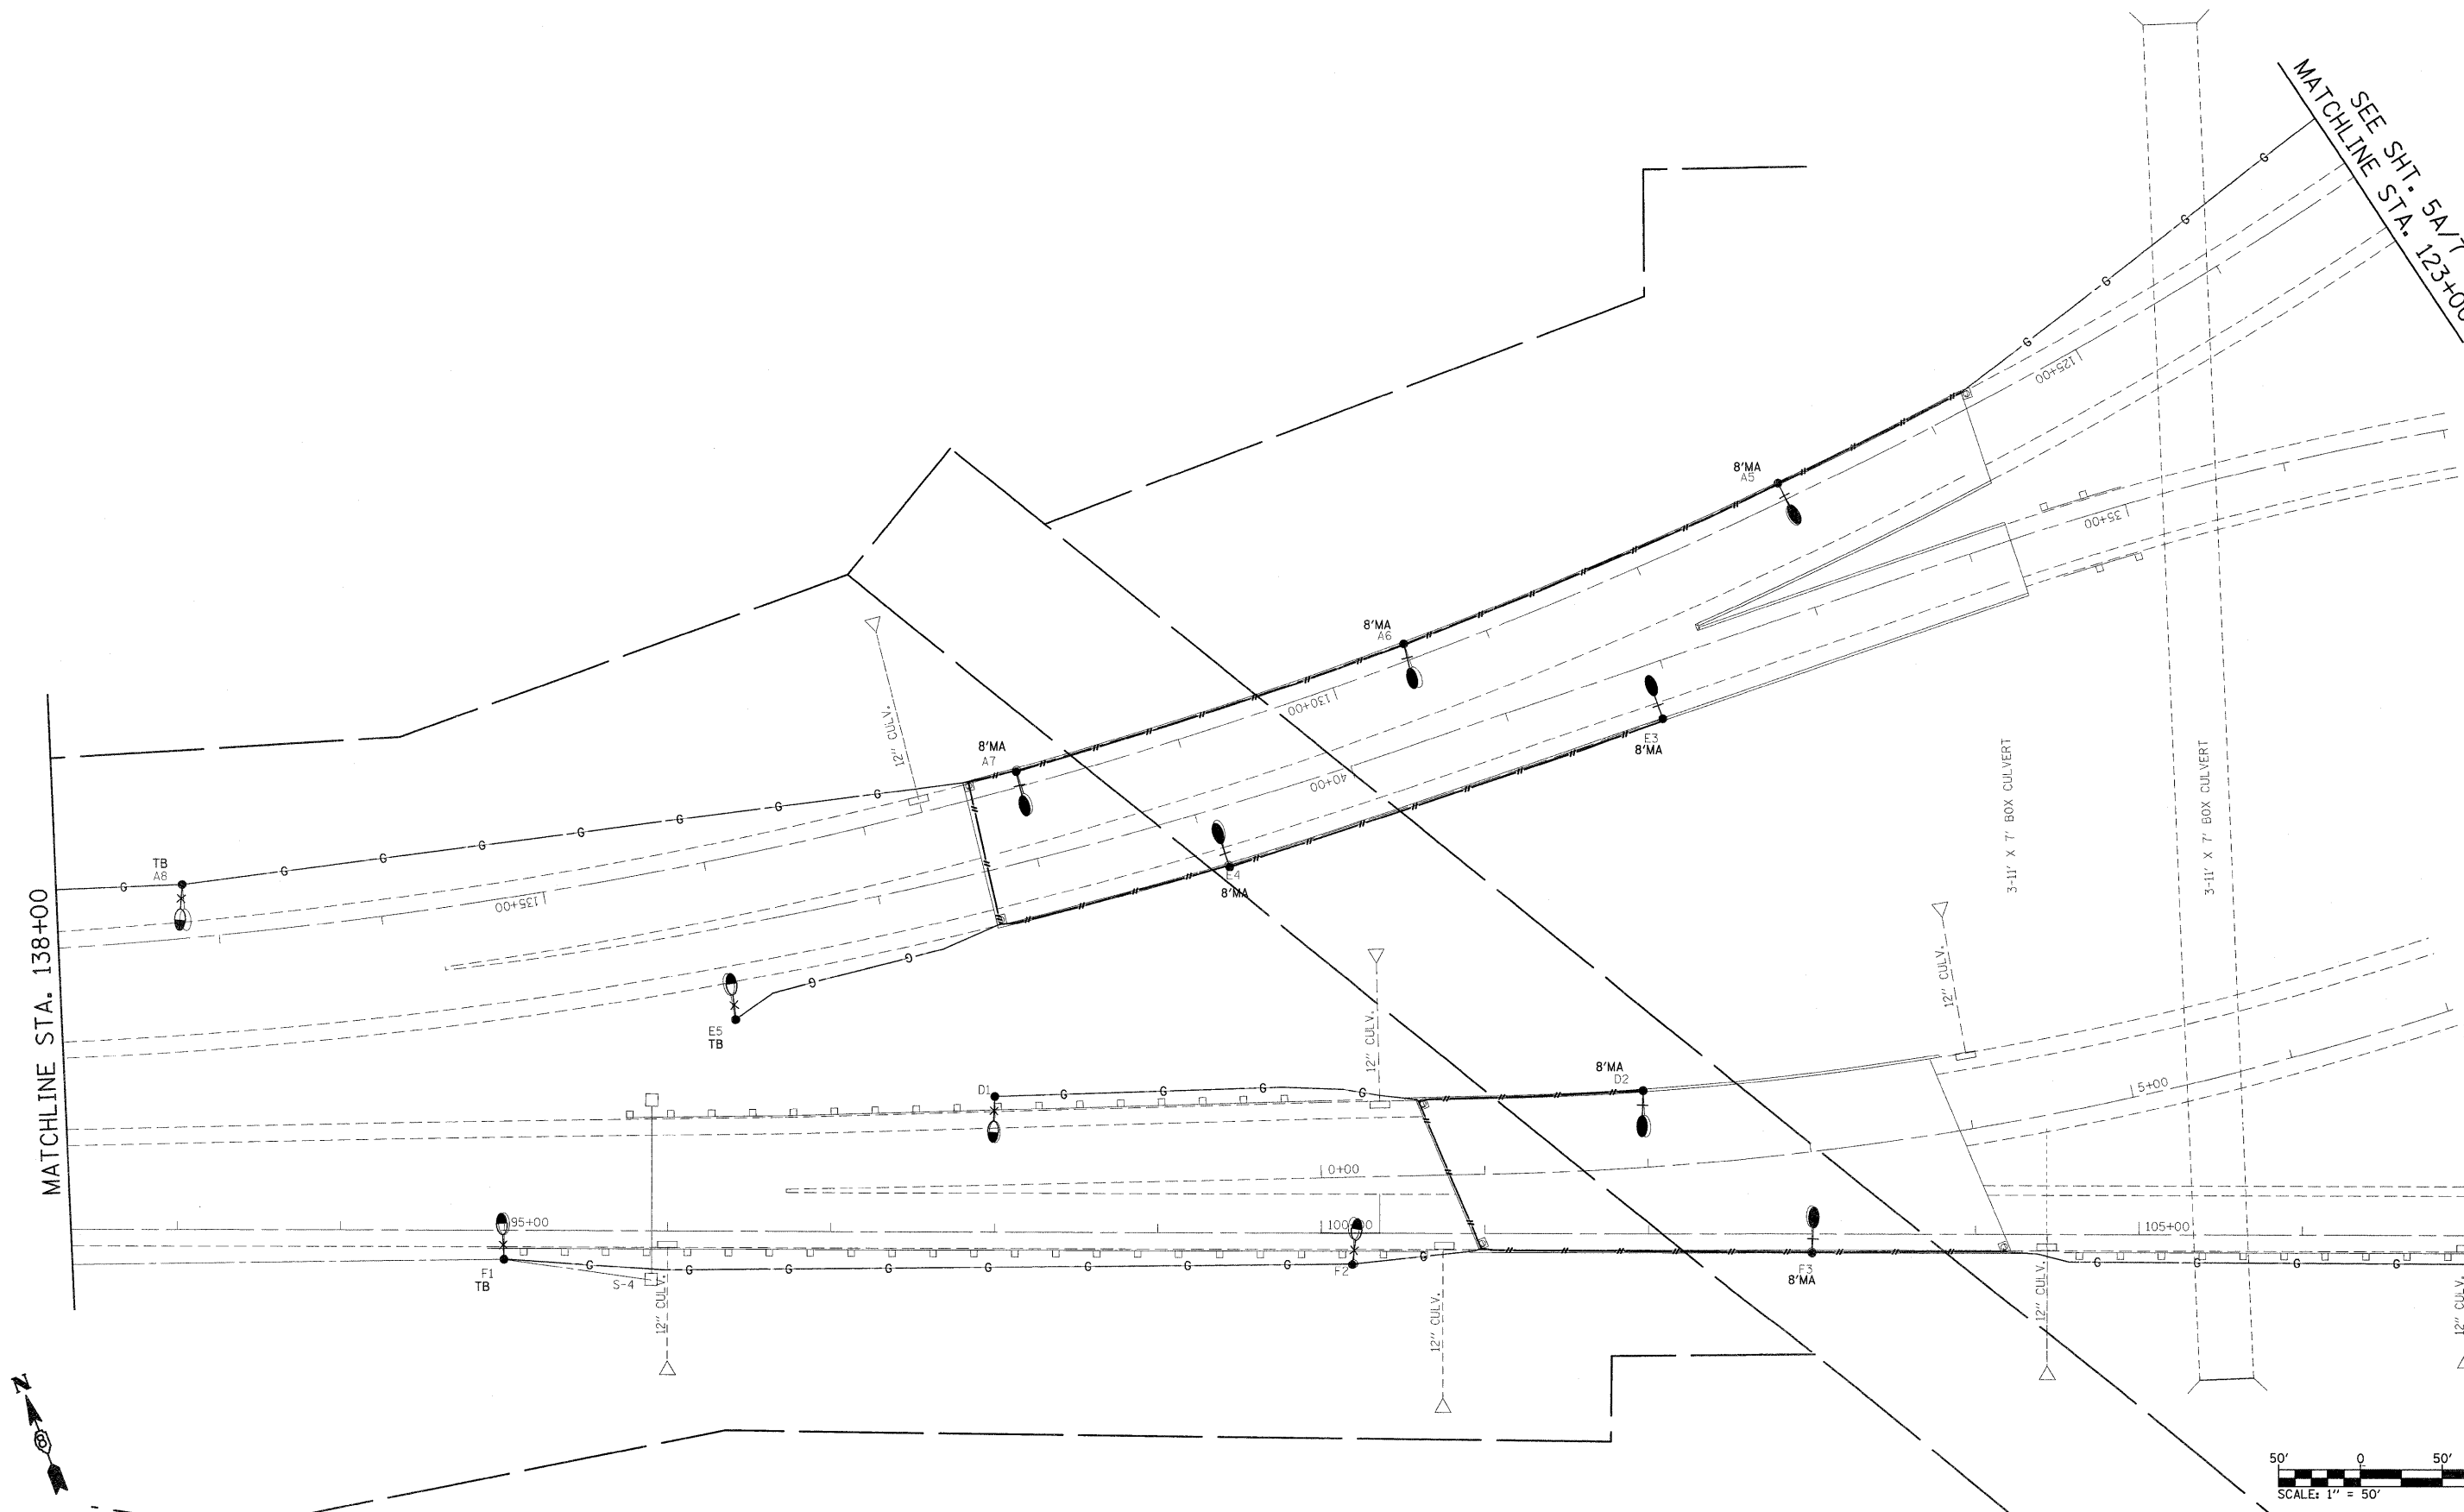 SEE SHT. 5A/7
MATCHLINE STA. 123+00
125+00
8'MA
A5
35+00
8'MA
A6
130+00
E3
8'MA
12" CULV.
8'MA
A7
40+00
E4
8'MA
3-11' X 7' BOX CULVERT
3-11' X 7' BOX CULVERT
TB
A8
135+00
MATCHLINE STA. 138+00
E5
TB
12" CULV.
12" CULV.
D1
8'MA
D2
5+00
0+00
95+00
100+00
105+00
F1
TB
S-4
12" CULV.
F2
12" CULV.
F3
8'MA
12" CULV.
12" CULV.
G G G G G G G G
G G G G G
G G
G G G G
G G G G G G G G G
G G G G
N
8
50' 0 50'
SCALE: 1" = 50'